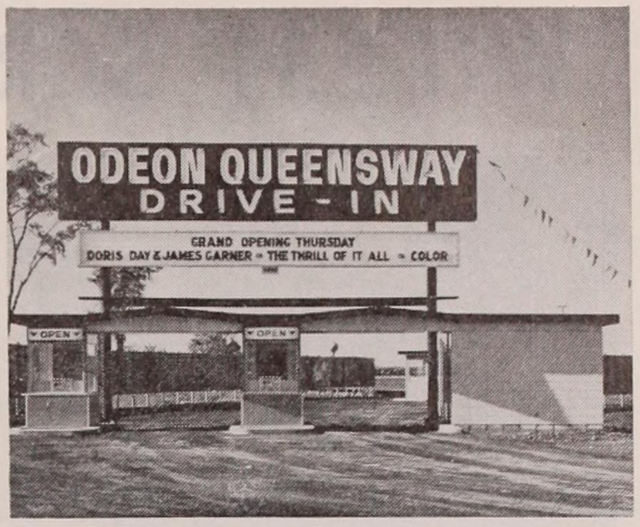 ODEON QUEENSWAY
DRIVE-IN
GRAND OPENING THURSDAY
DORIS DAY & JAMES GARNER - THE THRILL OF IT ALL - COLOR
OPEN
OPEN